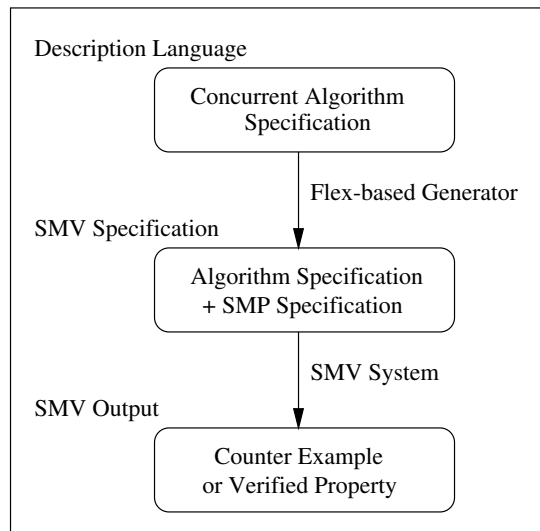 Description Language
Concurrent Algorithm
Specification
Flex-based Generator
SMV Specification
Algorithm Specification
+ SMP Specification
SMV System
SMV Output
Counter Example
or Verified Property